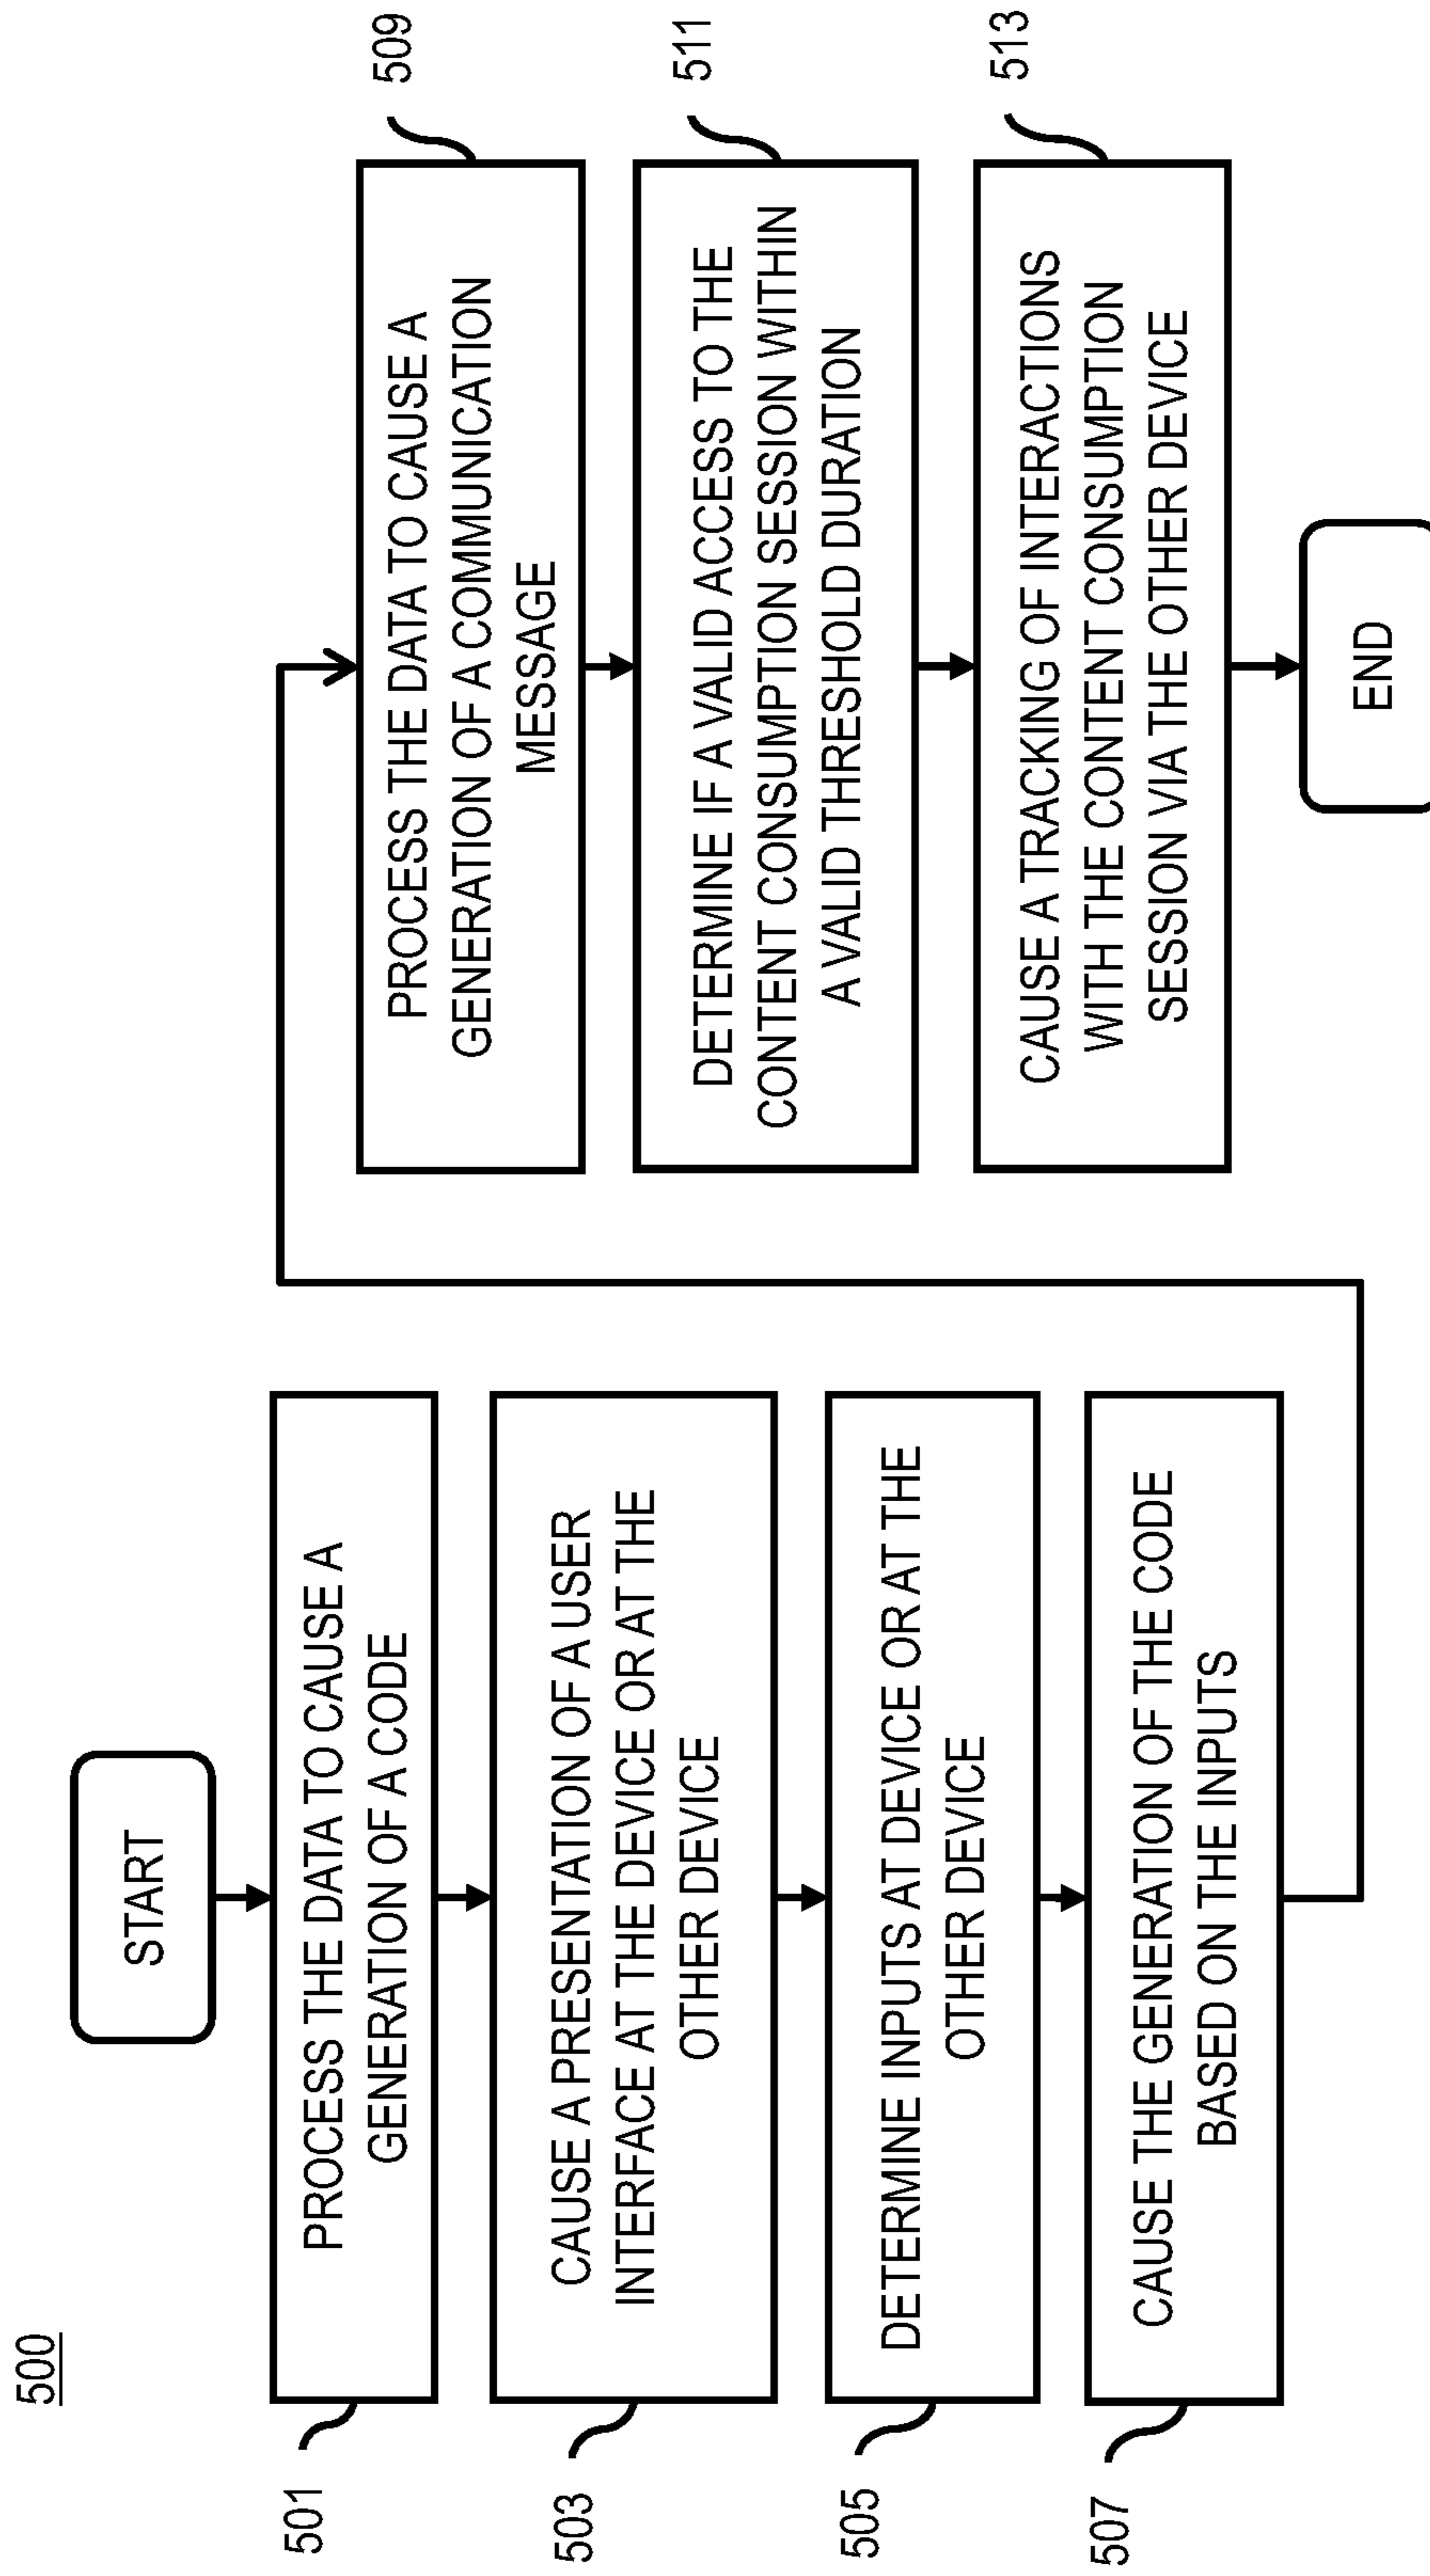 500
START
501
PROCESS THE DATA TO CAUSE A
GENERATION OF A CODE
503
CAUSE A PRESENTATION OF A USER
INTERFACE AT THE DEVICE OR AT THE
OTHER DEVICE
505
DETERMINE INPUTS AT DEVICE OR AT THE
OTHER DEVICE
507
CAUSE THE GENERATION OF THE CODE
BASED ON THE INPUTS
509
PROCESS THE DATA TO CAUSE A
GENERATION OF A COMMUNICATION
MESSAGE
511
DETERMINE IF A VALID ACCESS TO THE
CONTENT CONSUMPTION SESSION WITHIN
A VALID THRESHOLD DURATION
513
CAUSE A TRACKING OF INTERACTIONS
WITH THE CONTENT CONSUMPTION
SESSION VIA THE OTHER DEVICE
END